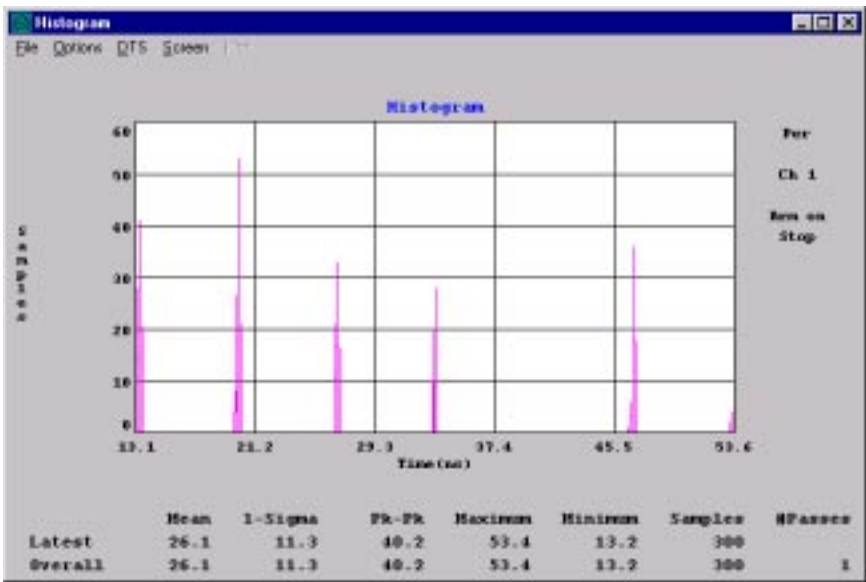 Histogram
File Options DTS Screen
Histogram
60
50
40
30
20
10
0
Samples
13.1 21.2 29.3 37.4 45.5 53.6
Time(ns)
Per
Ch 1
Rem on
Stop
Mean 1-Sigma Pk-Pk Maximum Minimum Samples #Passes
Latest 26.1 11.3 40.2 53.4 13.2 300
Overall 26.1 11.3 40.2 53.4 13.2 300 1